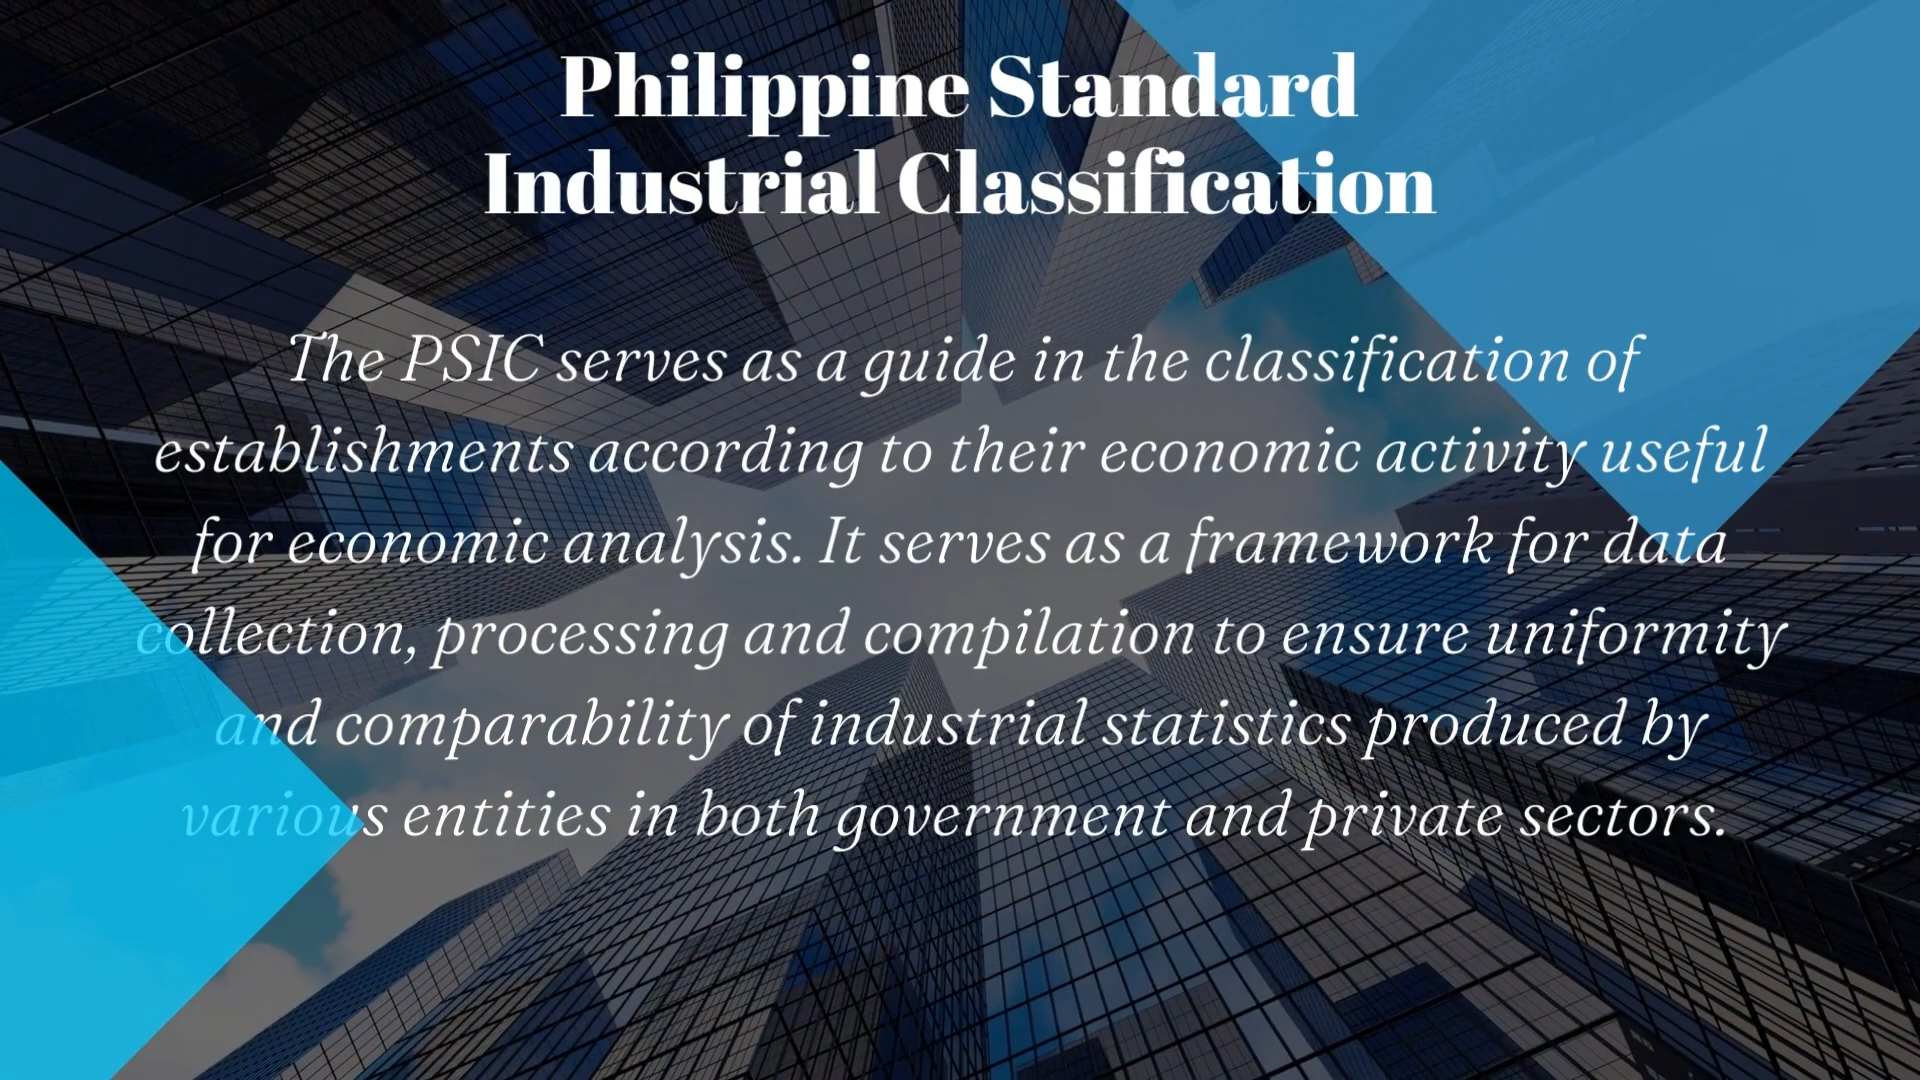 Philippine Standard
Industrial Classification
The PSIC serves as a guide in the classification of
establishments according to their economic activity useful
for economic analysis. It serves as a framework for data
collection, processing and compilation to ensure uniformity
and comparability of industrial statistics produced by
various entities in both government and private sectors.